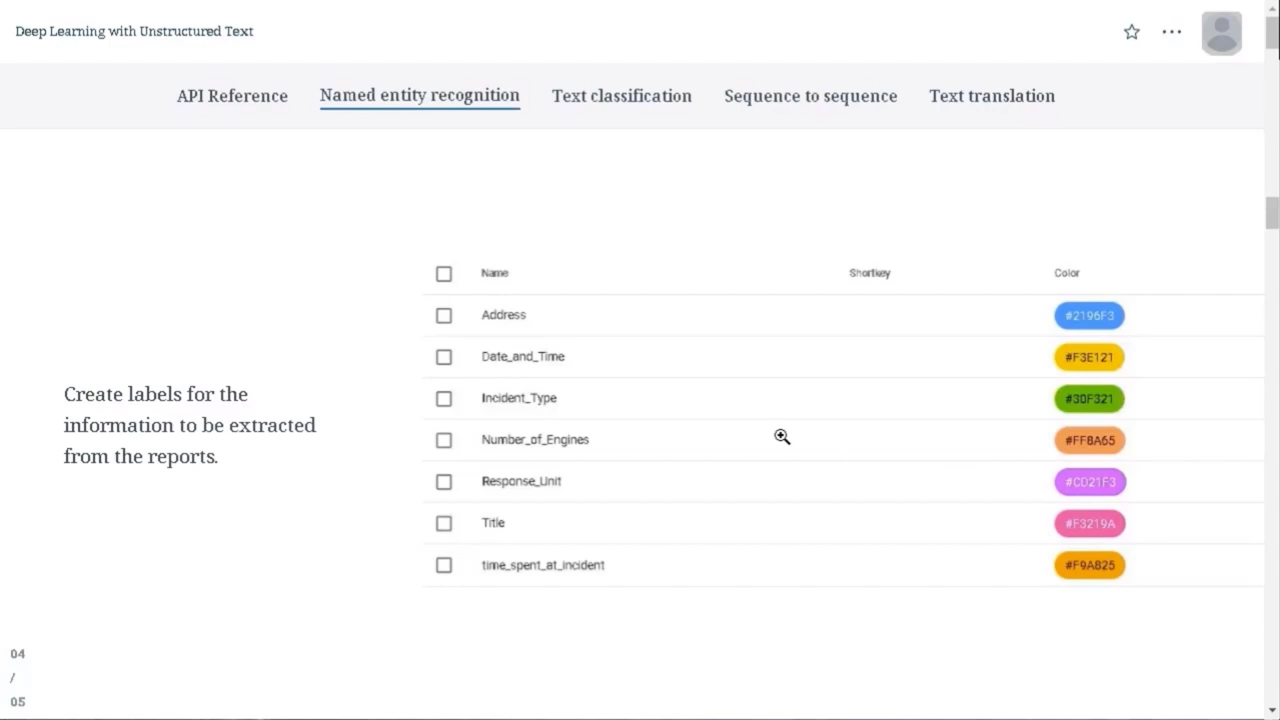 Deep Learning with Unstructured Text
API Reference Named entity recognition Text classification Sequence to sequence Text translation
Name Shortkey Color
Address #2196F3
Date_and_Time #F3E121
Incident_Type #30F321
Number_of_Engines #FF8A65
Response_Unit #CD21F3
Title #F3219A
time_spent_at_incident #F9A825
Create labels for the
information to be extracted
from the reports.
04
/
05